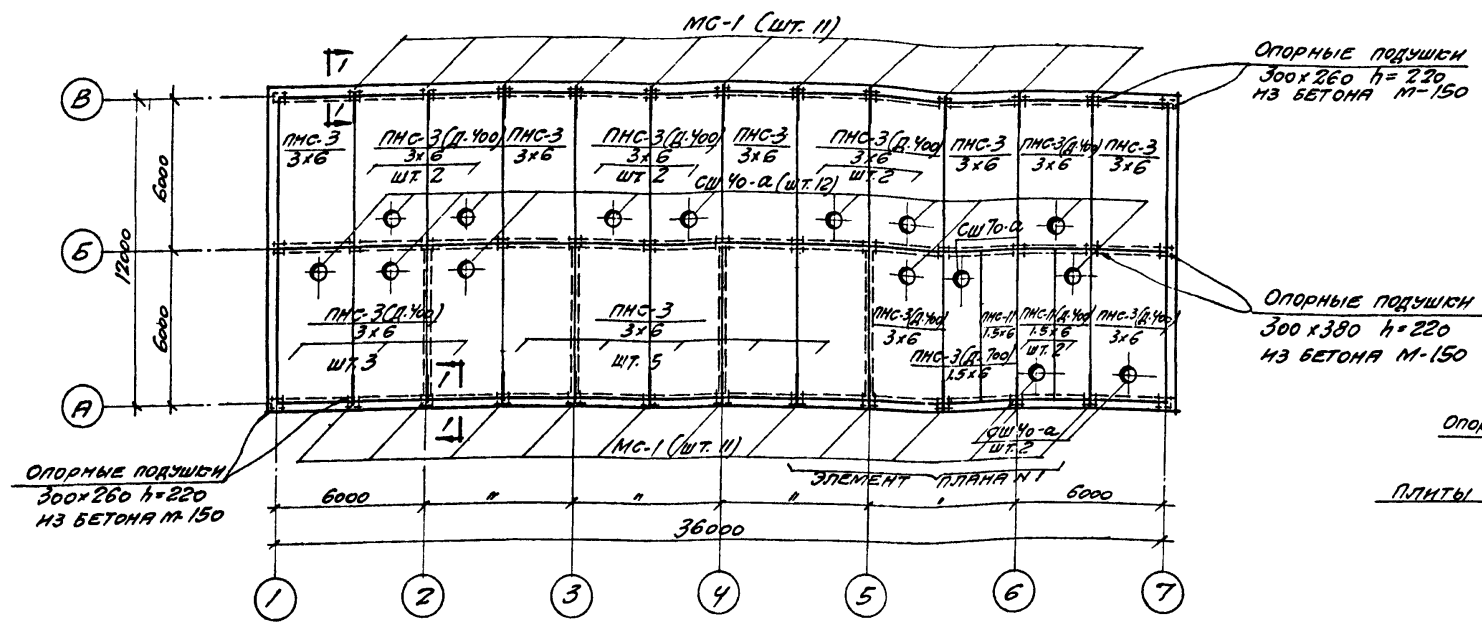 МС-1 (шт. 11)
Опорные подушки
300×260 h=220
из бетона М-150
1
1
В
Б
А
6000
6000
12000
ПНС-3
3×6
ПНС-3(Д.400)
3×6
шт. 2
ПНС-3
3×6
ПНС-3(Д.400)
3×6
шт. 2
ПНС-3
3×6
ПНС-3(Д.400)
3×6
шт. 2
ПНС-3
3×6
ПНС-3(Д.400)
3×6
ПНС-3
3×6
СШ 40-а (шт. 12)
СШ 70-а
Опорные подушки
300×380 h=220
из бетона М-150
ПНС-3(Д.400)
3×6
шт. 3
ПНС-3
3×6
шт. 5
ПНС-3(Д.400)
3×6
ПНС-3(Д.700)
1.5×6
ПНС-11
1.5×6
ПНС-11(Д.400)
1.5×6
шт. 2
ПНС-3(Д.400)
3×6
1
1
МС-1 (шт. 11)
СШ 40-а
шт. 2
Элемент плана N 1
Опорные подушки
300×260 h=220
из бетона М-150
Опор
Плиты
6000
"
"
"
"
6000
36000
1
2
3
4
5
6
7